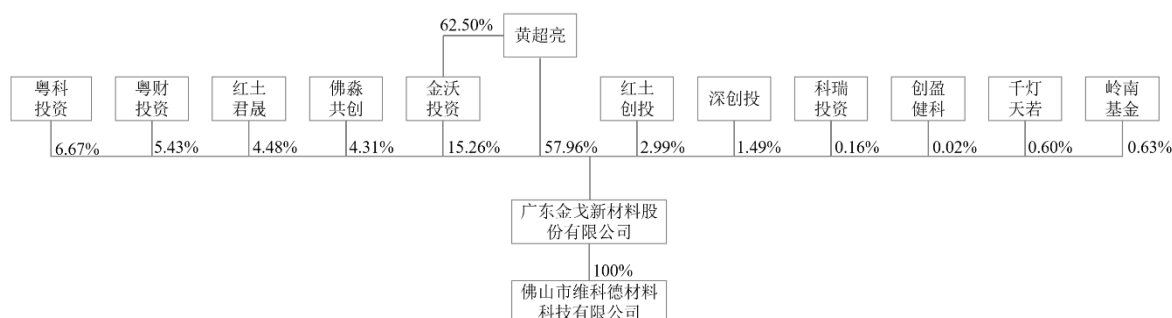 62.50%
黄超亮
粤科
投资
粤财
投资
红土
君晟
佛淼
共创
金沃
投资
红土
创投
深创投
科瑞
投资
创盈
健科
千灯
天若
岭南
基金
6.67%
5.43%
4.48%
4.31%
15.26%
57.96%
2.99%
1.49%
0.16%
0.02%
0.60%
0.63%
广东金戈新材料股
份有限公司
100%
佛山市维科德材料
科技有限公司